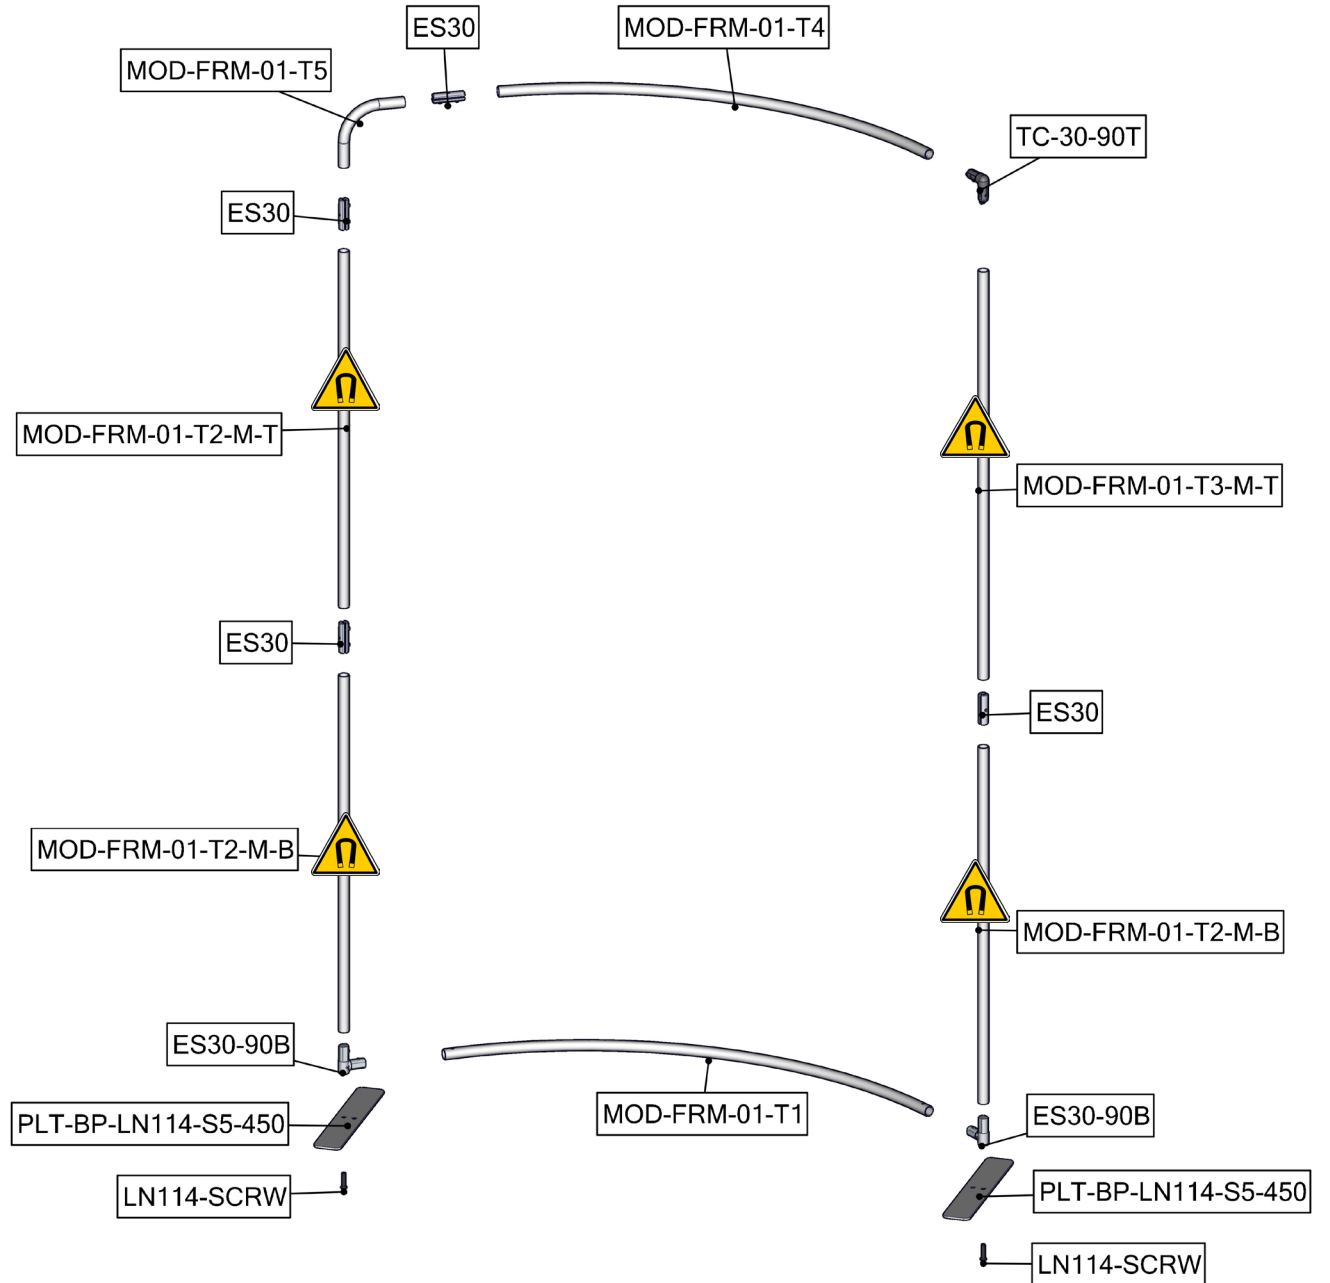 ES30
MOD-FRM-01-T4
MOD-FRM-01-T5
TC-30-90T
ES30
MOD-FRM-01-T2-M-T
MOD-FRM-01-T3-M-T
ES30
ES30
MOD-FRM-01-T2-M-B
MOD-FRM-01-T2-M-B
ES30-90B
MOD-FRM-01-T1
ES30-90B
PLT-BP-LN114-S5-450
PLT-BP-LN114-S5-450
LN114-SCRW
LN114-SCRW